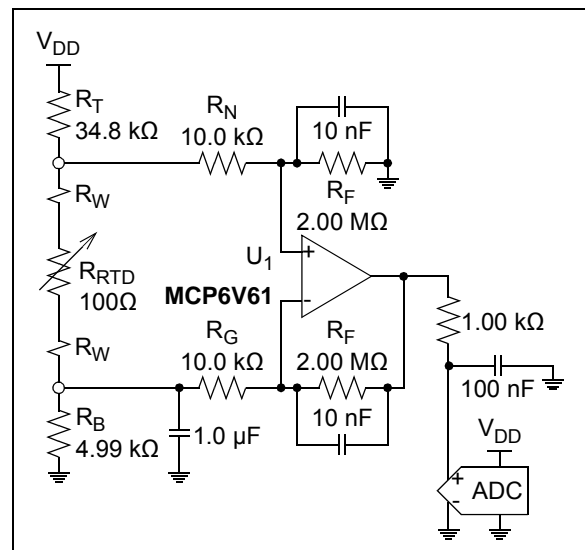 VDD
RT
34.8 kΩ
RN
10.0 kΩ
10 nF
RF
2.00 MΩ
RW
RRTD
100Ω
RW
U1
+
-
MCP6V61
RG
10.0 kΩ
RF
2.00 MΩ
10 nF
1.00 kΩ
100 nF
RB
4.99 kΩ
1.0 µF
VDD
+
-
ADC